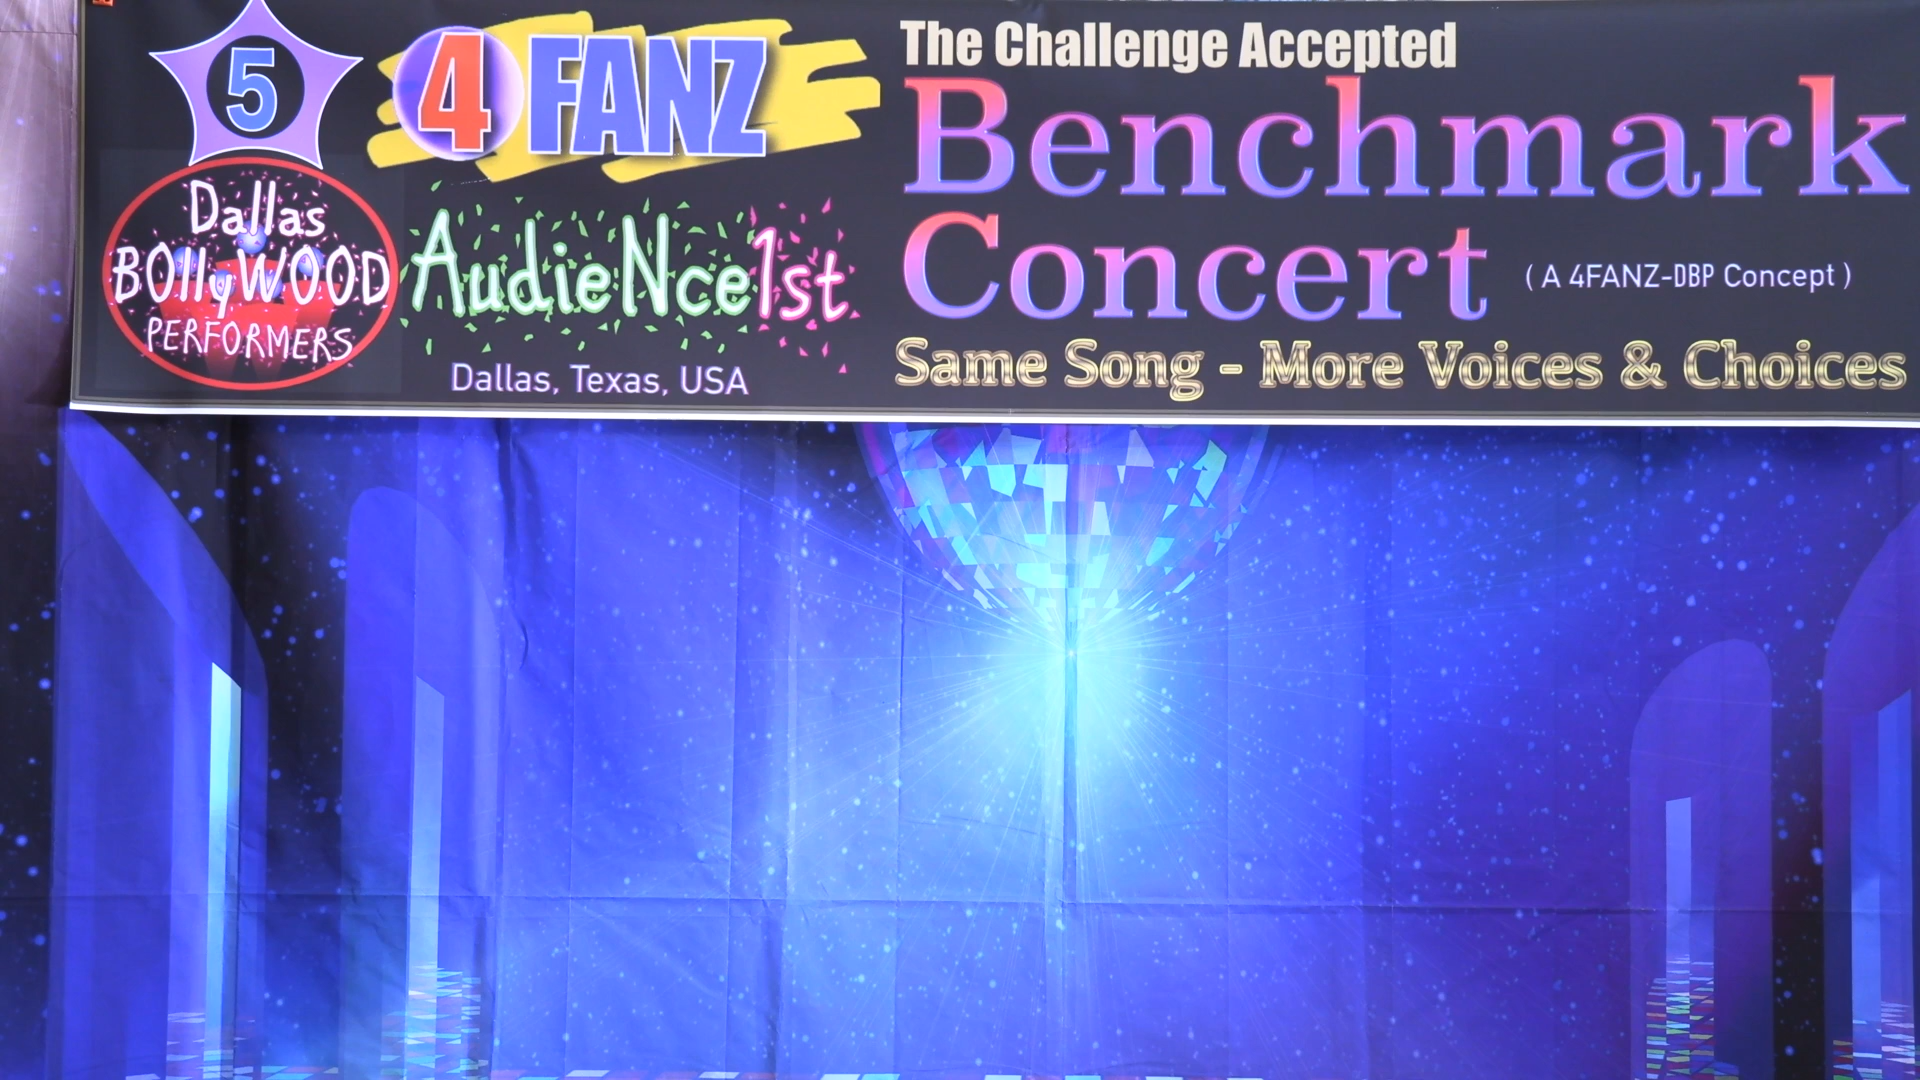 5
4 FANZ
Dallas
BOllyWOOD
PERFORMERS
AudieNce1st
Dallas, Texas, USA
The Challenge Accepted
Benchmark
Concert ( A 4FANZ-DBP Concept )
Same Song - More Voices & Choices